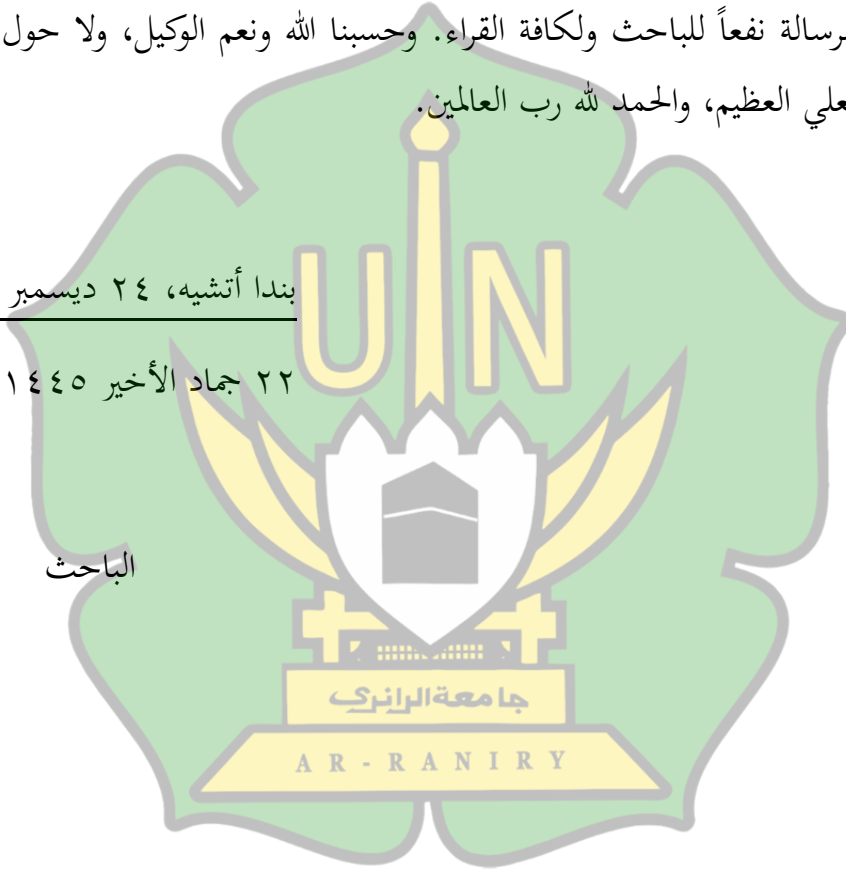 رسالة نفعاً للباحث ولكافة القراء. وحسبنا الله ونعم الوكيل، ولا حول
علي العظيم، والحمد لله رب العالمين.
بندا أتشيه، ٢٤ ديسمبر
٢٢ جماد الأخير ١٤٤٥
الباحث
UIN
جامعة الرانري
AR-RANIRY